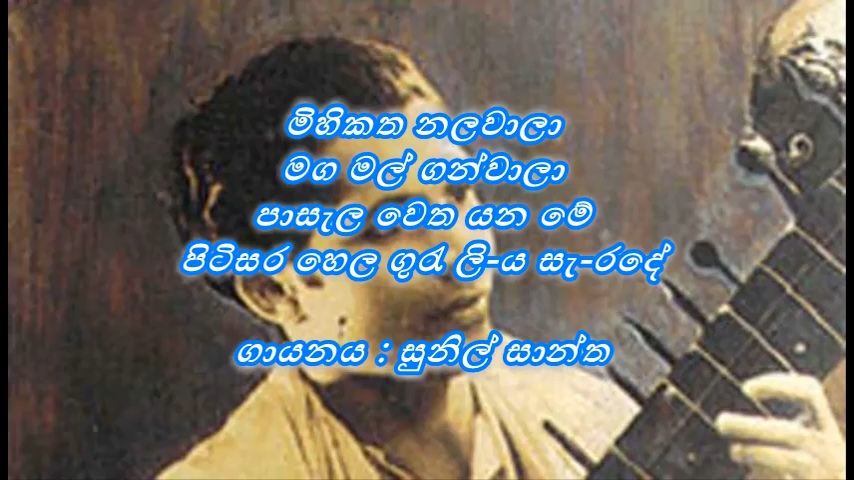 මිහිකත නලවාලා
මග මල් ගන්වාලා
පාසැල වෙත යන මේ
පිටිසර හෙල ගුරු ලි-ය සැ-රදේ
ගායනය : සුනිල් සාන්ත